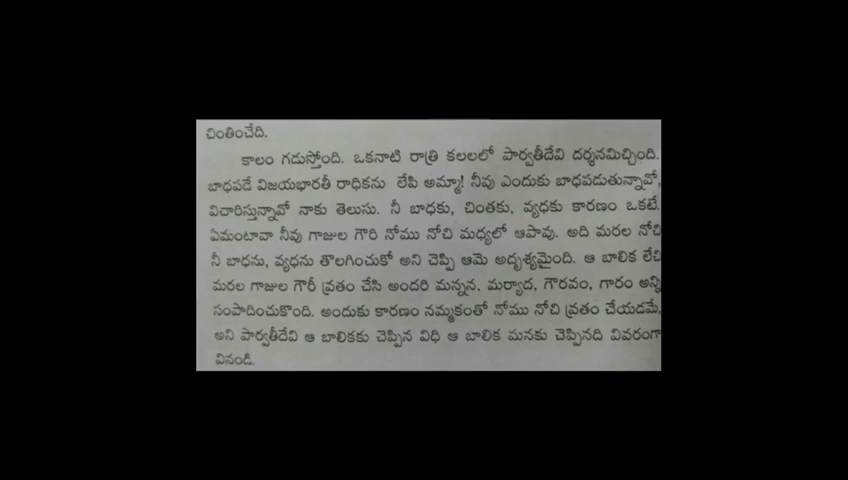 చింతించేది.
కాలం గడుస్తోంది. ఒకనాటి రాత్రి కలలలో పార్వతీదేవి దర్శనమిచ్చింది.
బాధపడే విజయభారతీ రాధికను లేపి అమ్మా! నీవు ఎందుకు బాధపడుతున్నావో,
విచారిస్తున్నావో నాకు తెలుసు. నీ బాధకు, చింతకు, వ్యధకు కారణం ఒకటే.
ఏమంటావా నీవు గాజుల గౌరి నోము నోచి మధ్యలో ఆపావు. అది మరల నోచి
నీ బాధను, వ్యధను తొలగించుకో అని చెప్పి ఆమె అదృశ్యమైంది. ఆ బాలిక లేచి
మరల గాజుల గౌరీ వ్రతం చేసి అందరి మన్నన, మర్యాద, గౌరవం, గారం అన్ని
సంపాదించుకొంది. అందుకు కారణం నమ్మకంతో నోము నోచి వ్రతం చేయడమే,
అని పార్వతీదేవి ఆ బాలికకు చెప్పిన విధి ఆ బాలిక మనకు చెప్పినది వివరంగా
వినండి.